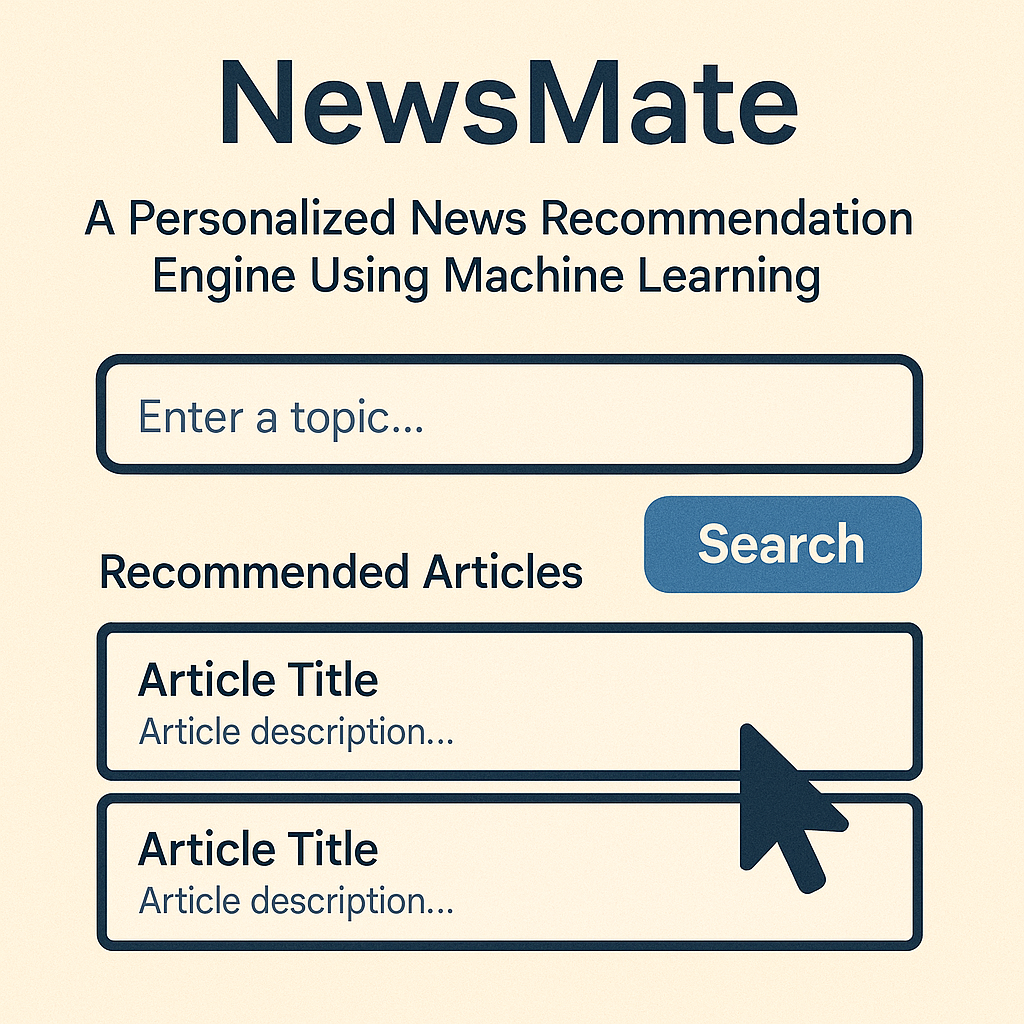 NewsMate
A Personalized News Recommendation
Engine Using Machine Learning
Enter a topic...
Search
Recommended Articles
Article Title
Article description...
Article Title
Article description...